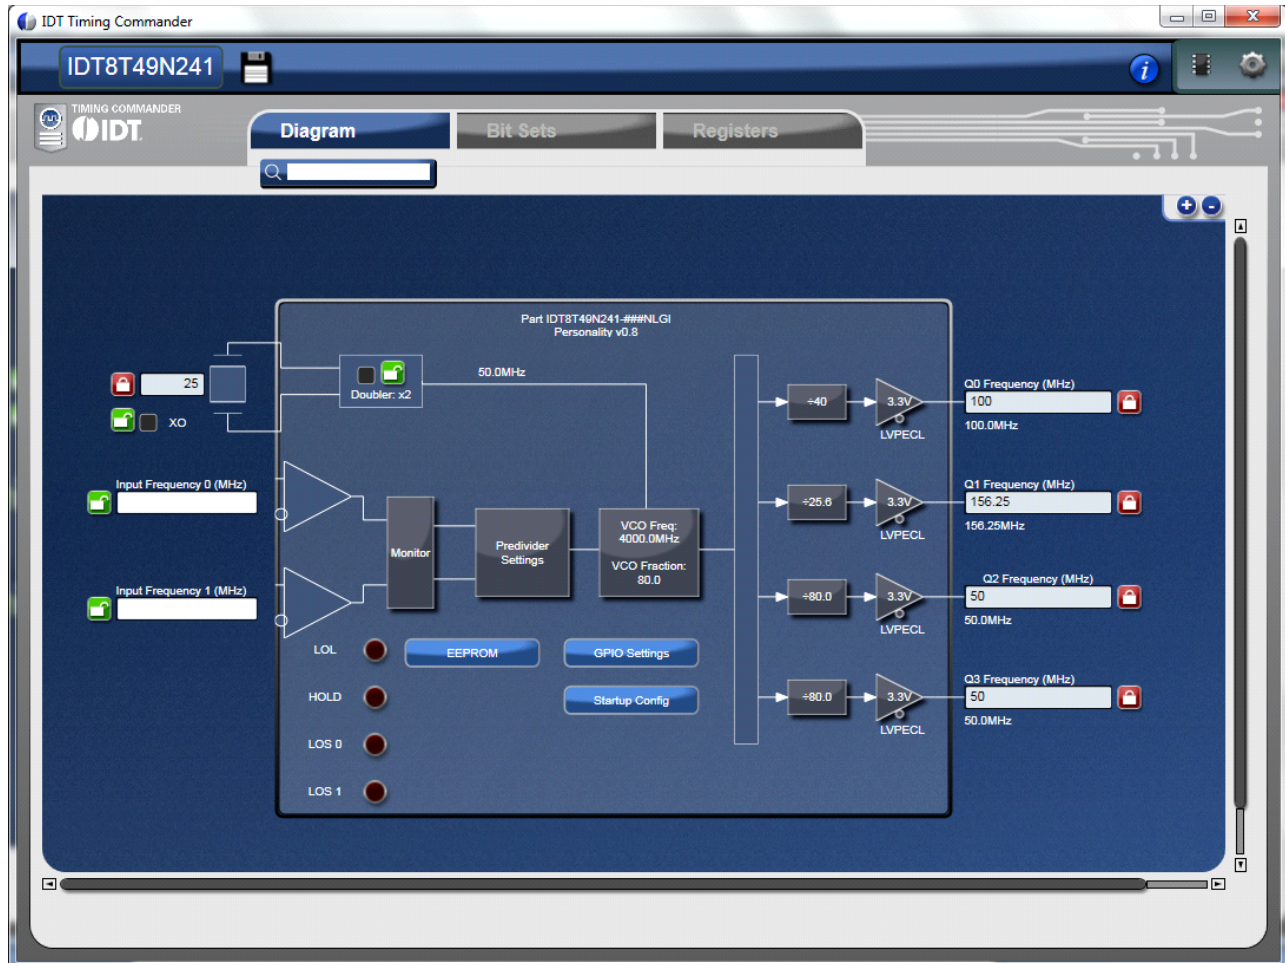 IDT Timing Commander
IDT8T49N241
i
TIMING COMMANDER
IDT.
Diagram
Bit Sets
Registers
Part IDT8T49N241-###NLGI
Personality v0.8
25
XO
Doubler: x2
50.0MHz
Input Frequency 0 (MHz)
Input Frequency 1 (MHz)
Monitor
Predivider
Settings
VCO Freq:
4000.0MHz
VCO Fraction:
80.0
÷40
3.3V
LVPECL
Q0 Frequency (MHz)
100
100.0MHz
÷25.6
3.3V
LVPECL
Q1 Frequency (MHz)
156.25
156.25MHz
÷80.0
3.3V
LVPECL
Q2 Frequency (MHz)
50
50.0MHz
÷80.0
3.3V
LVPECL
Q3 Frequency (MHz)
50
50.0MHz
LOL
EEPROM
GPIO Settings
HOLD
Startup Config
LOS 0
LOS 1